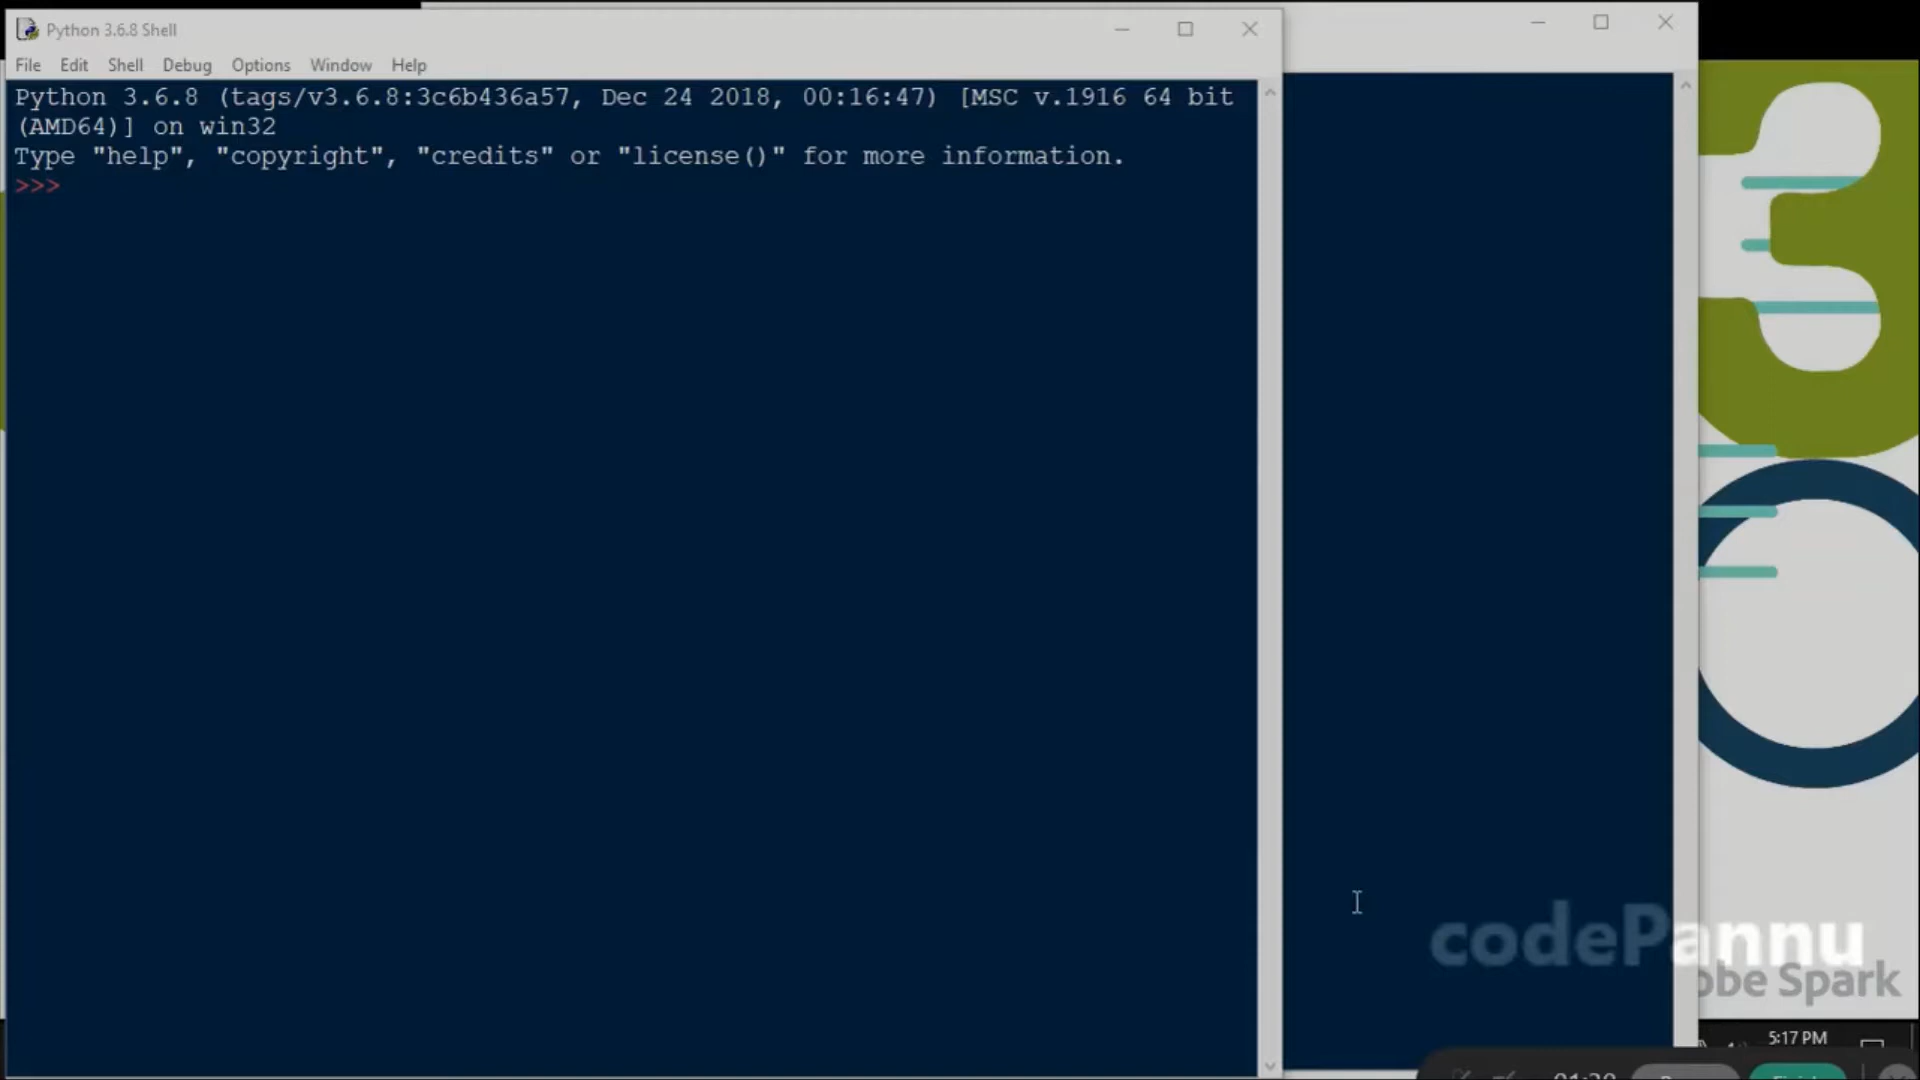 Python 3.6.8 Shell
File Edit Shell Debug Options Window Help
Python 3.6.8 (tags/v3.6.8:3c6b436a57, Dec 24 2018, 00:16:47) [MSC v.1916 64 bit
(AMD64)] on win32
Type "help", "copyright", "credits" or "license()" for more information.
>>>
codePannu
obe Spark
5:17 PM